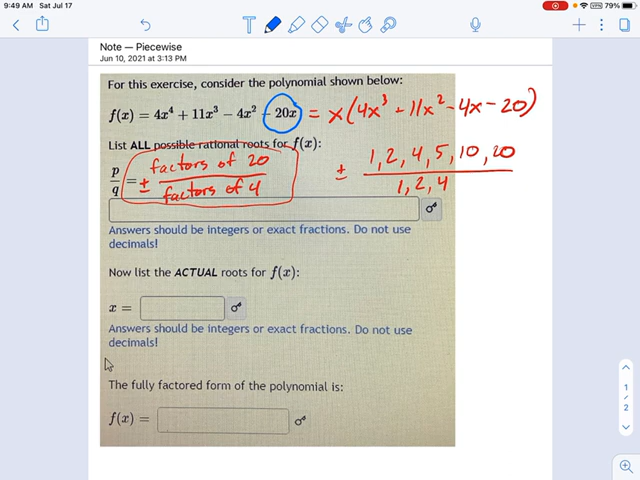 9:49 AM Sat Jul 17
79%
T
Note — Piecewise
Jun 10, 2021 at 3:13 PM
For this exercise, consider the polynomial shown below:
f(x) = 4x⁴ + 11x³ − 4x² − 20x = x(4x³ + 11x² − 4x − 20)
List ALL possible rational roots for f(x):
p/q = ± factors of 20 / factors of 4
± 1, 2, 4, 5, 10, 20 / 1, 2, 4
Answers should be integers or exact fractions. Do not use
decimals!
Now list the ACTUAL roots for f(x):
x =
Answers should be integers or exact fractions. Do not use
decimals!
The fully factored form of the polynomial is:
f(x) =
1
/
2